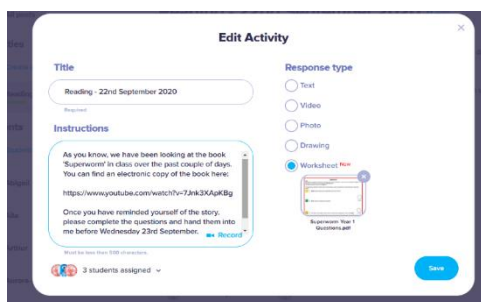 Edit Activity
Title
Reading - 22nd September 2020
Required
Instructions
As you know, we have been looking at the book
'Superworm' in class over the past couple of days.
You can find an electronic copy of the book here:
https://www.youtube.com/watch?v=7Jnk3XApKBg
Once you have reminded yourself of the story,
please complete the questions and hand them into
me before Wednesday 23rd September.
Record
Must be less than 500 characters
3 students assigned
Response type
Text
Video
Photo
Drawing
Worksheet New
Superworm Year 1
Questions.pdf
Save